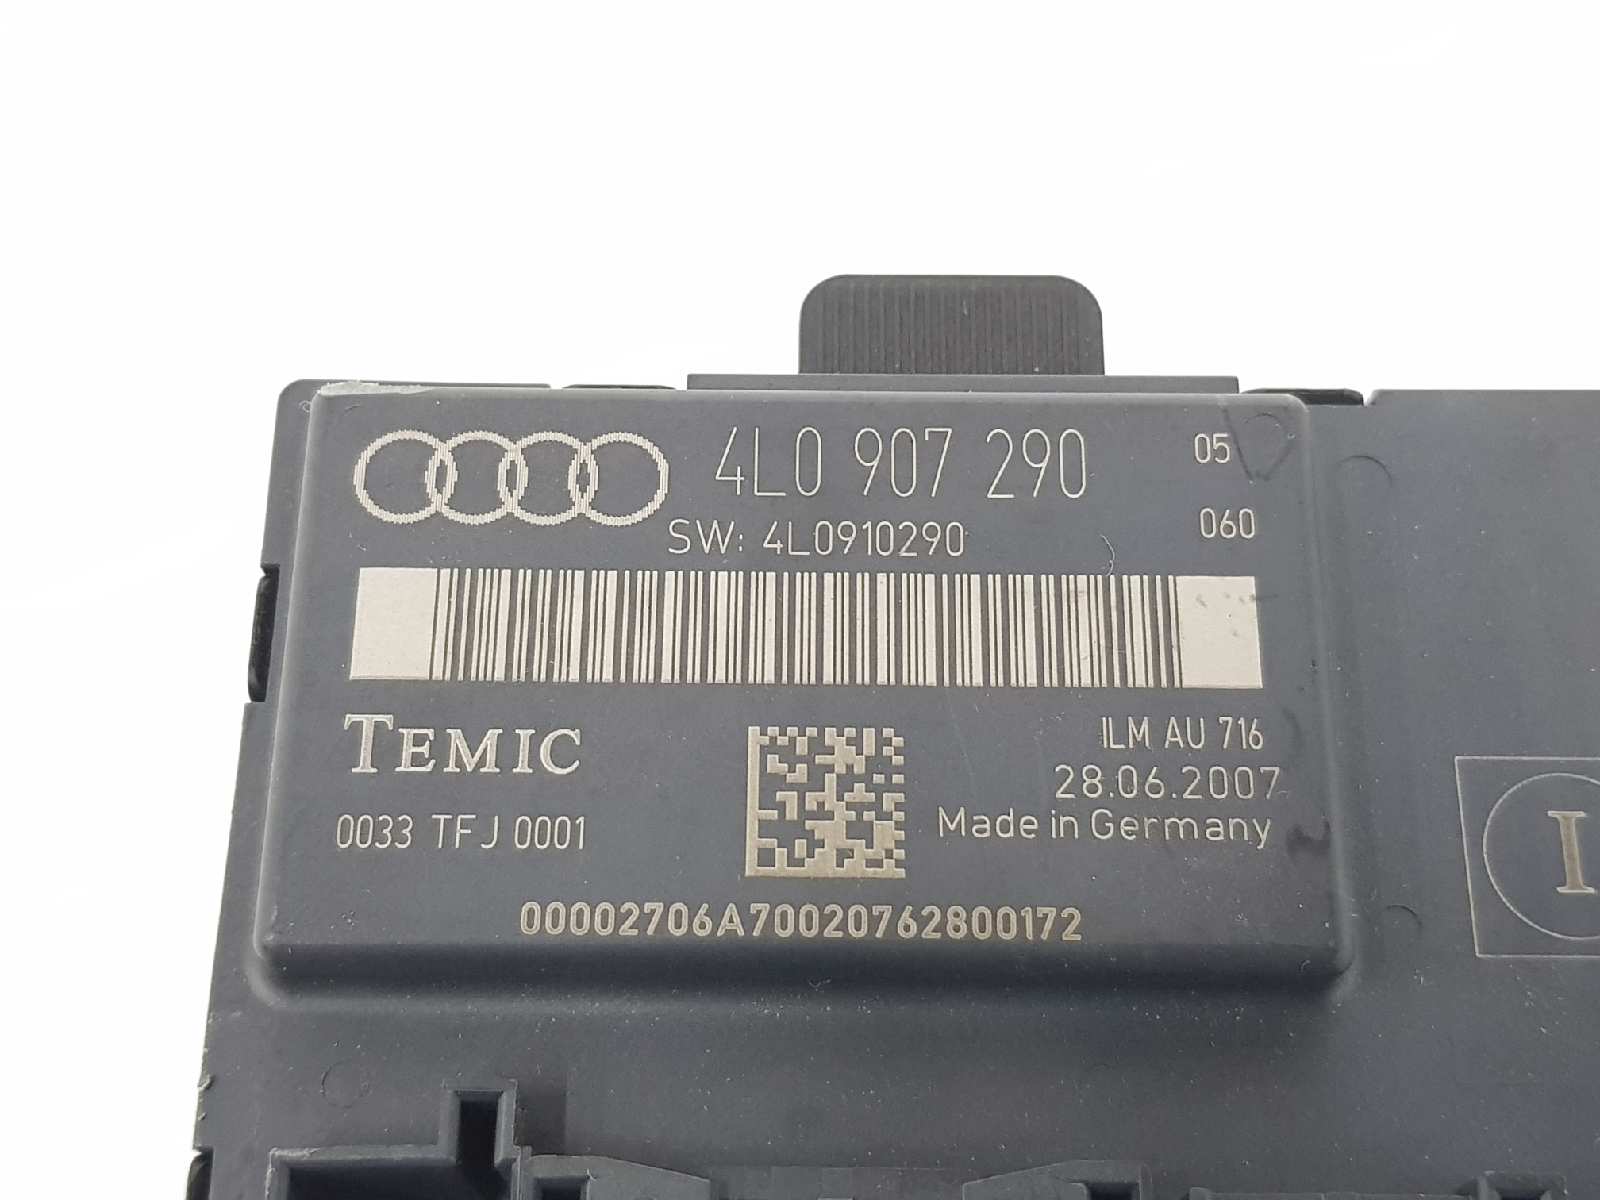 4L0 907 290 05
SW: 4L0910290 060
TEMIC
ILM AU 716
28.06.2007
0033 TFJ 0001
Made in Germany
00002706A70020762800172
I